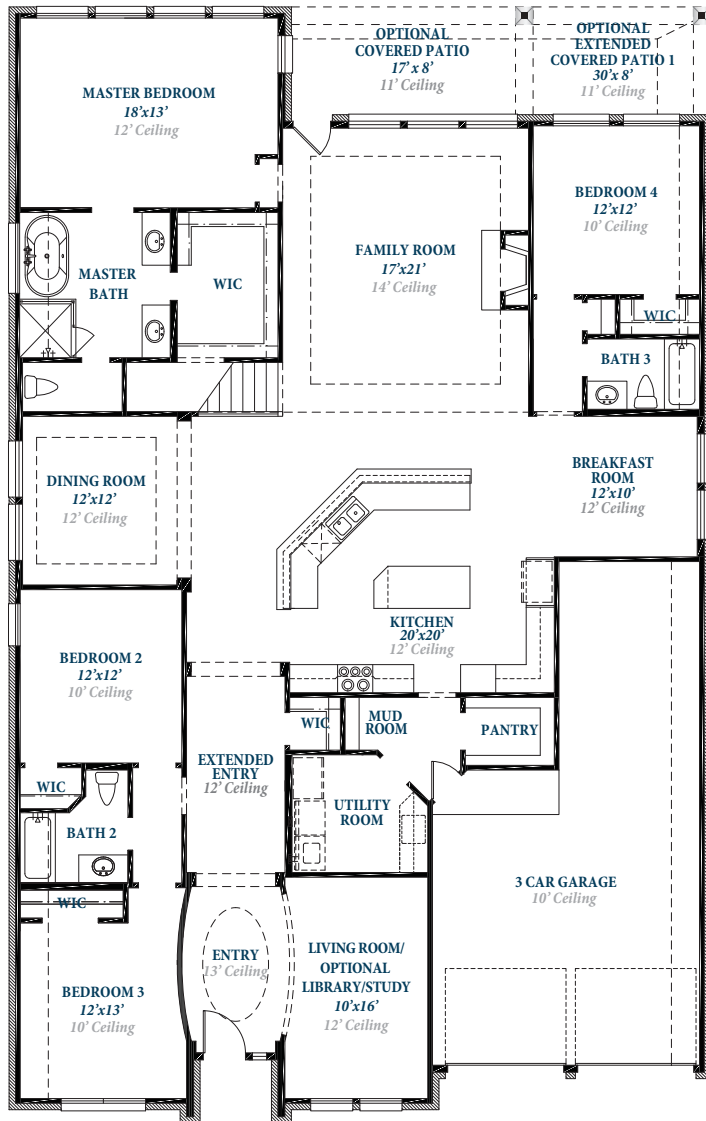 OPTIONAL
COVERED PATIO
17' x 8'
11' Ceiling
OPTIONAL
EXTENDED
COVERED PATIO 1
30'x 8'
11' Ceiling
MASTER BEDROOM
18'x13'
12' Ceiling
BEDROOM 4
12'x12'
10' Ceiling
FAMILY ROOM
17'x21'
14' Ceiling
MASTER
BATH
WIC
WIC
BATH 3
DINING ROOM
12'x12'
12' Ceiling
BREAKFAST
ROOM
12'x10'
12' Ceiling
KITCHEN
20'x20'
12' Ceiling
BEDROOM 2
12'x12'
10' Ceiling
WIC
MUD
ROOM
PANTRY
EXTENDED
ENTRY
12' Ceiling
WIC
BATH 2
UTILITY
ROOM
3 CAR GARAGE
10' Ceiling
WIC
ENTRY
13' Ceiling
LIVING ROOM/
OPTIONAL
LIBRARY/STUDY
10'x16'
12' Ceiling
BEDROOM 3
12'x13'
10' Ceiling